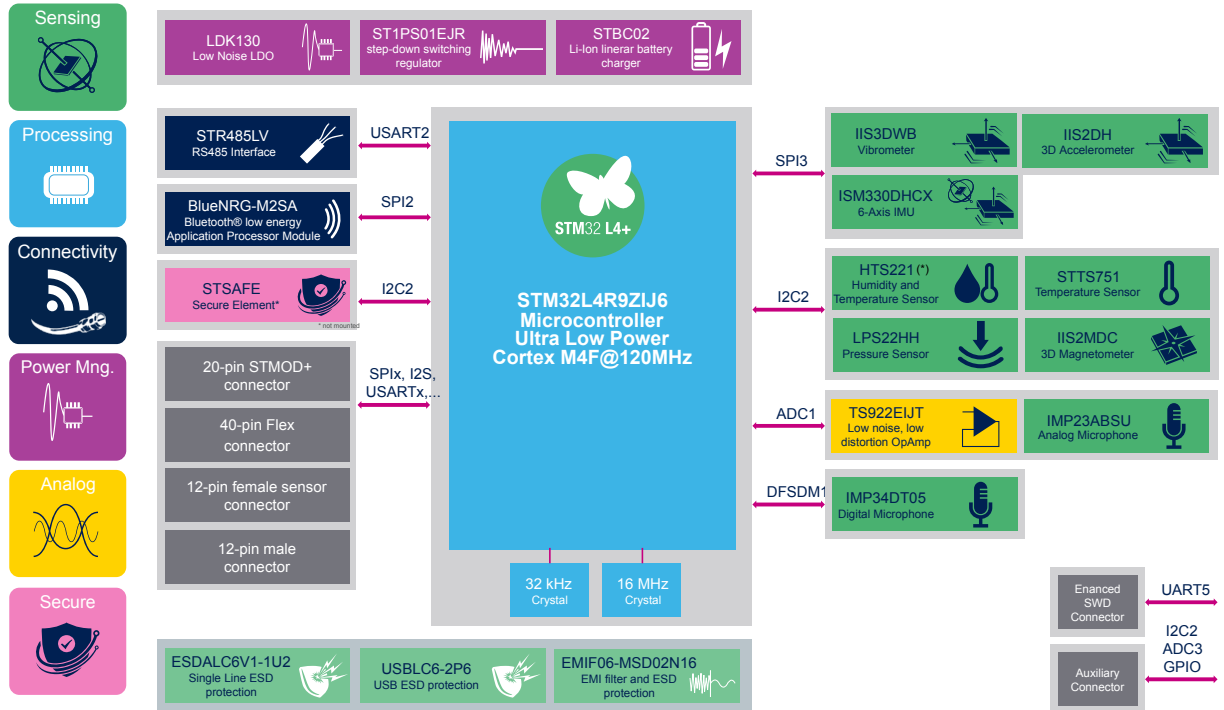 Sensing
Processing
Connectivity
Power Mng.
Analog
Secure
LDK130
Low Noise LDO
ST1PS01EJR
step-down switching
regulator
STBC02
Li-Ion linerar battery
charger
STR485LV
RS485 Interface
USART2
BlueNRG-M2SA
Bluetooth® low energy
Application Processor Module
SPI2
STSAFE
Secure Element*
* not mounted
I2C2
20-pin STMOD+
connector
40-pin Flex
connector
12-pin female sensor
connector
12-pin male
connector
SPIx, I2S,
USARTx,...
STM32 L4+
STM32L4R9ZIJ6
Microcontroller
Ultra Low Power
Cortex M4F@120MHz
32 kHz
Crystal
16 MHz
Crystal
SPI3
IIS3DWB
Vibrometer
IIS2DH
3D Accelerometer
ISM330DHCX
6-Axis IMU
I2C2
HTS221 (*)
Humidity and
Temperature Sensor
STTS751
Temperature Sensor
LPS22HH
Pressure Sensor
IIS2MDC
3D Magnetometer
ADC1
TS922EIJT
Low noise, low
distortion OpAmp
IMP23ABSU
Analog Microphone
DFSDM1
IMP34DT05
Digital Microphone
Enanced
SWD
Connector
UART5
Auxiliary
Connector
I2C2
ADC3
GPIO
ESDALC6V1-1U2
Single Line ESD
protection
USBLC6-2P6
USB ESD protection
EMIF06-MSD02N16
EMI filter and ESD
protection